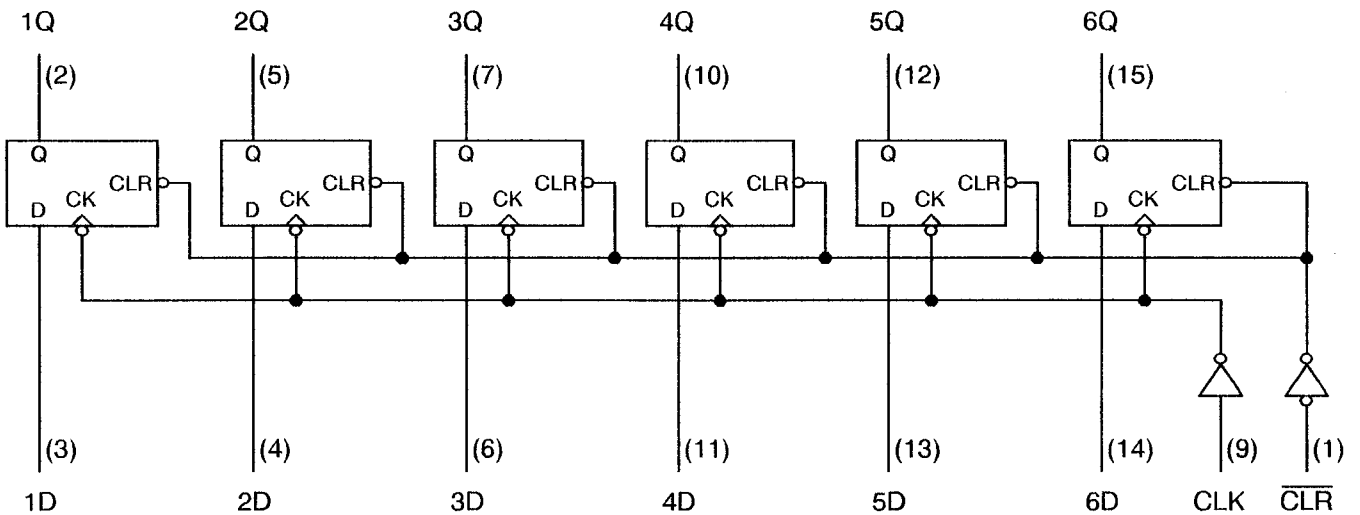 1Q 2Q 3Q 4Q 5Q 6Q
(2) (5) (7) (10) (12) (15)
Q Q Q Q Q Q
CLR CLR CLR CLR CLR CLR
CK CK CK CK CK CK
D D D D D D
(3) (4) (6) (11) (13) (14) (9) (1)
1D 2D 3D 4D 5D 6D CLK C̅L̅R̅